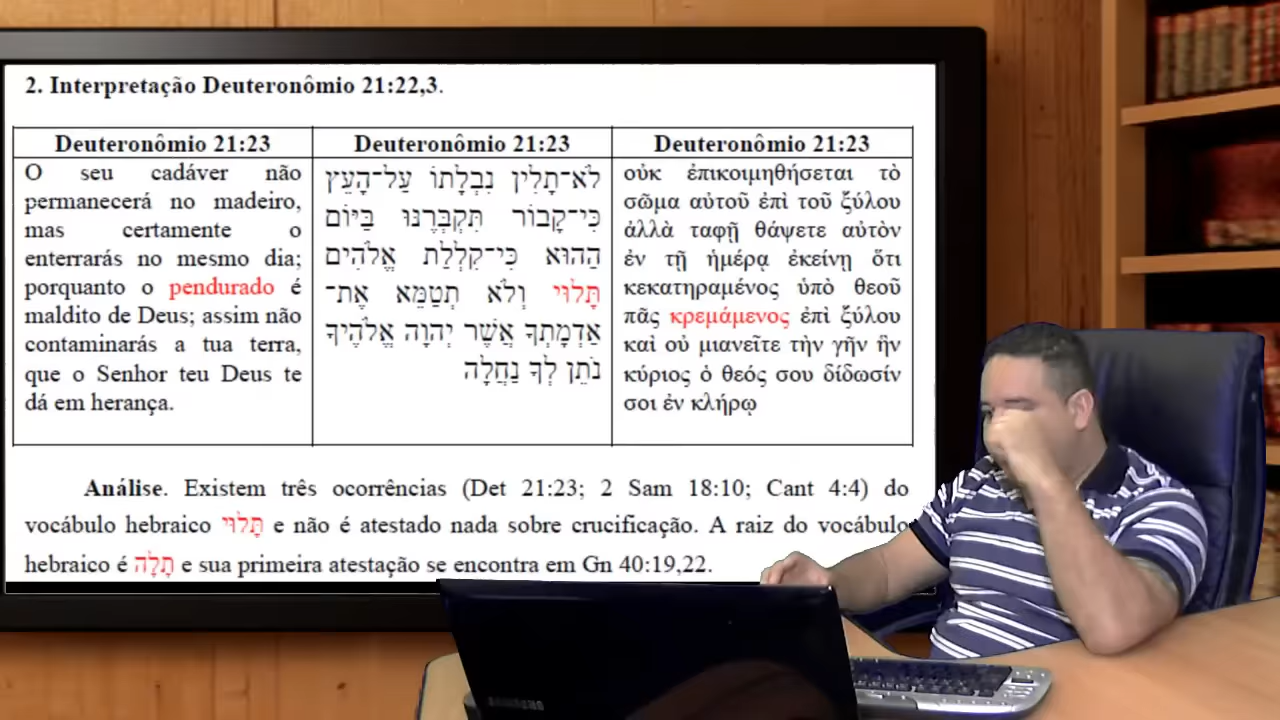 2. Interpretação Deuteronômio 21:22,3.
Deuteronômio 21:23
O seu cadáver não
permanecerá no madeiro,
mas certamente o
enterrarás no mesmo dia;
porquanto o pendurado é
maldito de Deus; assim não
contaminarás a tua terra,
que o Senhor teu Deus te
dá em herança.
Deuteronômio 21:23
לֹא־תָלִין נִבְלָתוֹ עַל־הָעֵץ
כִּי־קָבוֹר תִּקְבְּרֶנּוּ בַּיּוֹם
הַהוּא כִּי־קִלְלַת אֱלֹהִים
תָּלוּי וְלֹא תְטַמֵּא אֶת־
אַדְמָתְךָ אֲשֶׁר יְהוָה אֱלֹהֶיךָ
נֹתֵן לְךָ נַחֲלָה
Deuteronômio 21:23
οὐκ ἐπικοιμηθήσεται τὸ
σῶμα αὐτοῦ ἐπὶ τοῦ ξύλου
ἀλλὰ ταφῇ θάψετε αὐτὸν
ἐν τῇ ἡμέρᾳ ἐκείνῃ ὅτι
κεκατηραμένος ὑπὸ θεοῦ
πᾶς κρεμάμενος ἐπὶ ξύλου
καὶ οὐ μιανεῖτε τὴν γῆν ἣν
κύριος ὁ θεός σου δίδωσίν
σοι ἐν κλήρῳ
Análise. Existem três ocorrências (Det 21:23; 2 Sam 18:10; Cant 4:4) do
vocábulo hebraico תָּלוּי e não é atestado nada sobre crucificação. A raiz do vocábulo
hebraico é תָּלָה e sua primeira atestação se encontra em Gn 40:19,22.
SAMSUNG